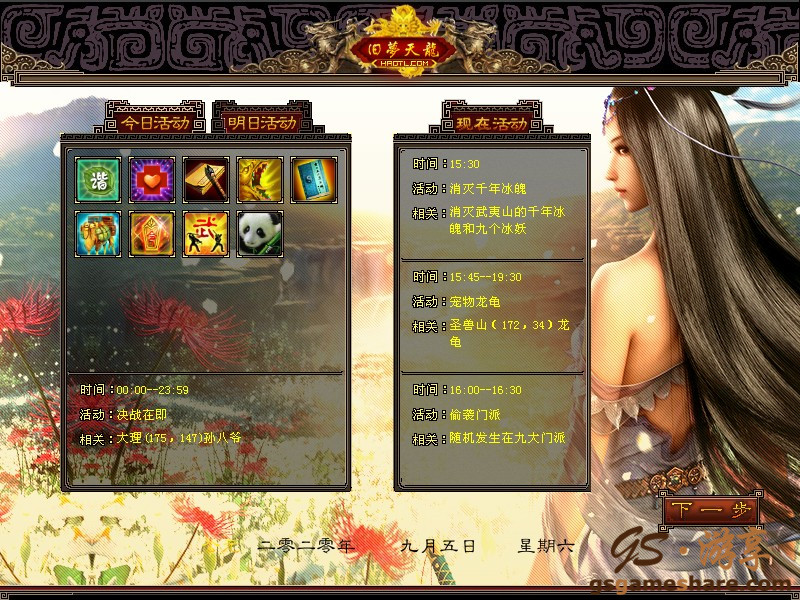 旧夢天龍
HAOTL.COM
今日活动
明日活动
现在活动
谐
武
时间：00:00--23:59
活动：决战在即
相关：大理(175，147)孙八爷
时间：15:30
活动：消灭千年冰魄
相关：消灭武夷山的千年冰
魄和九个冰妖
时间：15:45--19:30
活动：宠物龙龟
相关：圣兽山（172，34）龙
龟
时间：16:00--16:30
活动：偷袭门派
相关：随机发生在九大门派
下一步
二零二零年 九月五日 星期六
GS·游享
gsgameshare.com